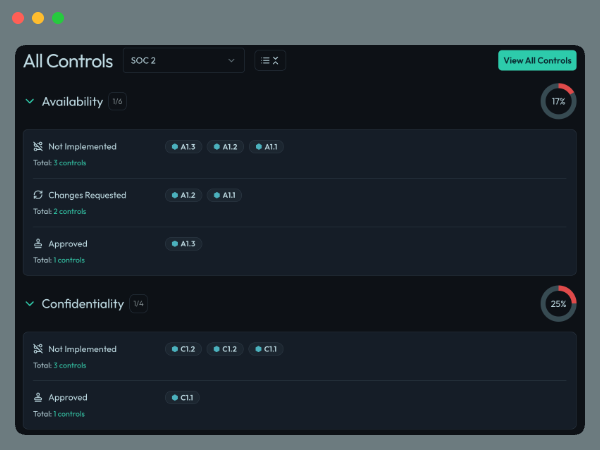 All Controls SOC 2 View All Controls
Availability 1/6 17%
Not Implemented A1.3 A1.2 A1.1
Total: 3 controls
Changes Requested A1.2 A1.1
Total: 2 controls
Approved A1.3
Total: 1 controls
Confidentiality 1/4 25%
Not Implemented C1.2 C1.2 C1.1
Total: 3 controls
Approved C1.1
Total: 1 controls